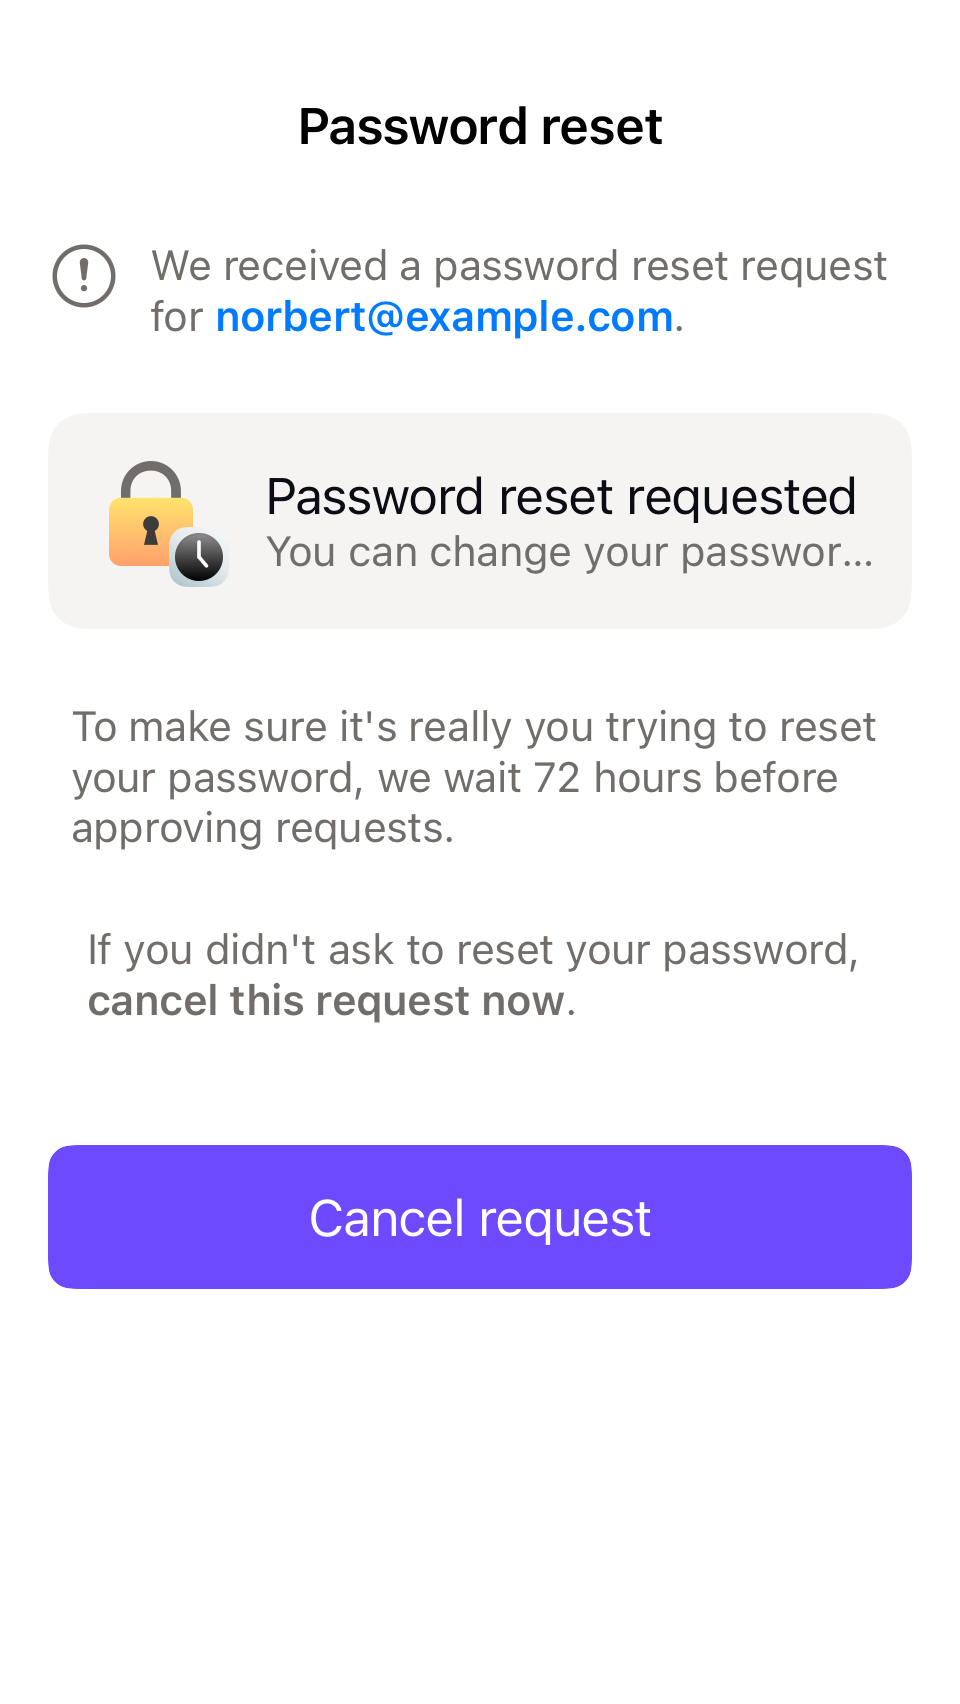 Password reset
We received a password reset request
for norbert@example.com.
Password reset requested
You can change your passwor...
To make sure it's really you trying to reset
your password, we wait 72 hours before
approving requests.
If you didn't ask to reset your password,
cancel this request now.
Cancel request